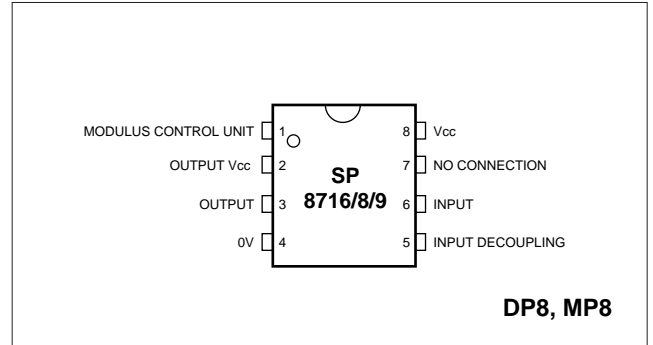 MODULUS CONTROL UNIT 1
OUTPUT Vcc 2
OUTPUT 3
0V 4
SP
8716/8/9
8 Vcc
7 NO CONNECTION
6 INPUT
5 INPUT DECOUPLING
DP8, MP8